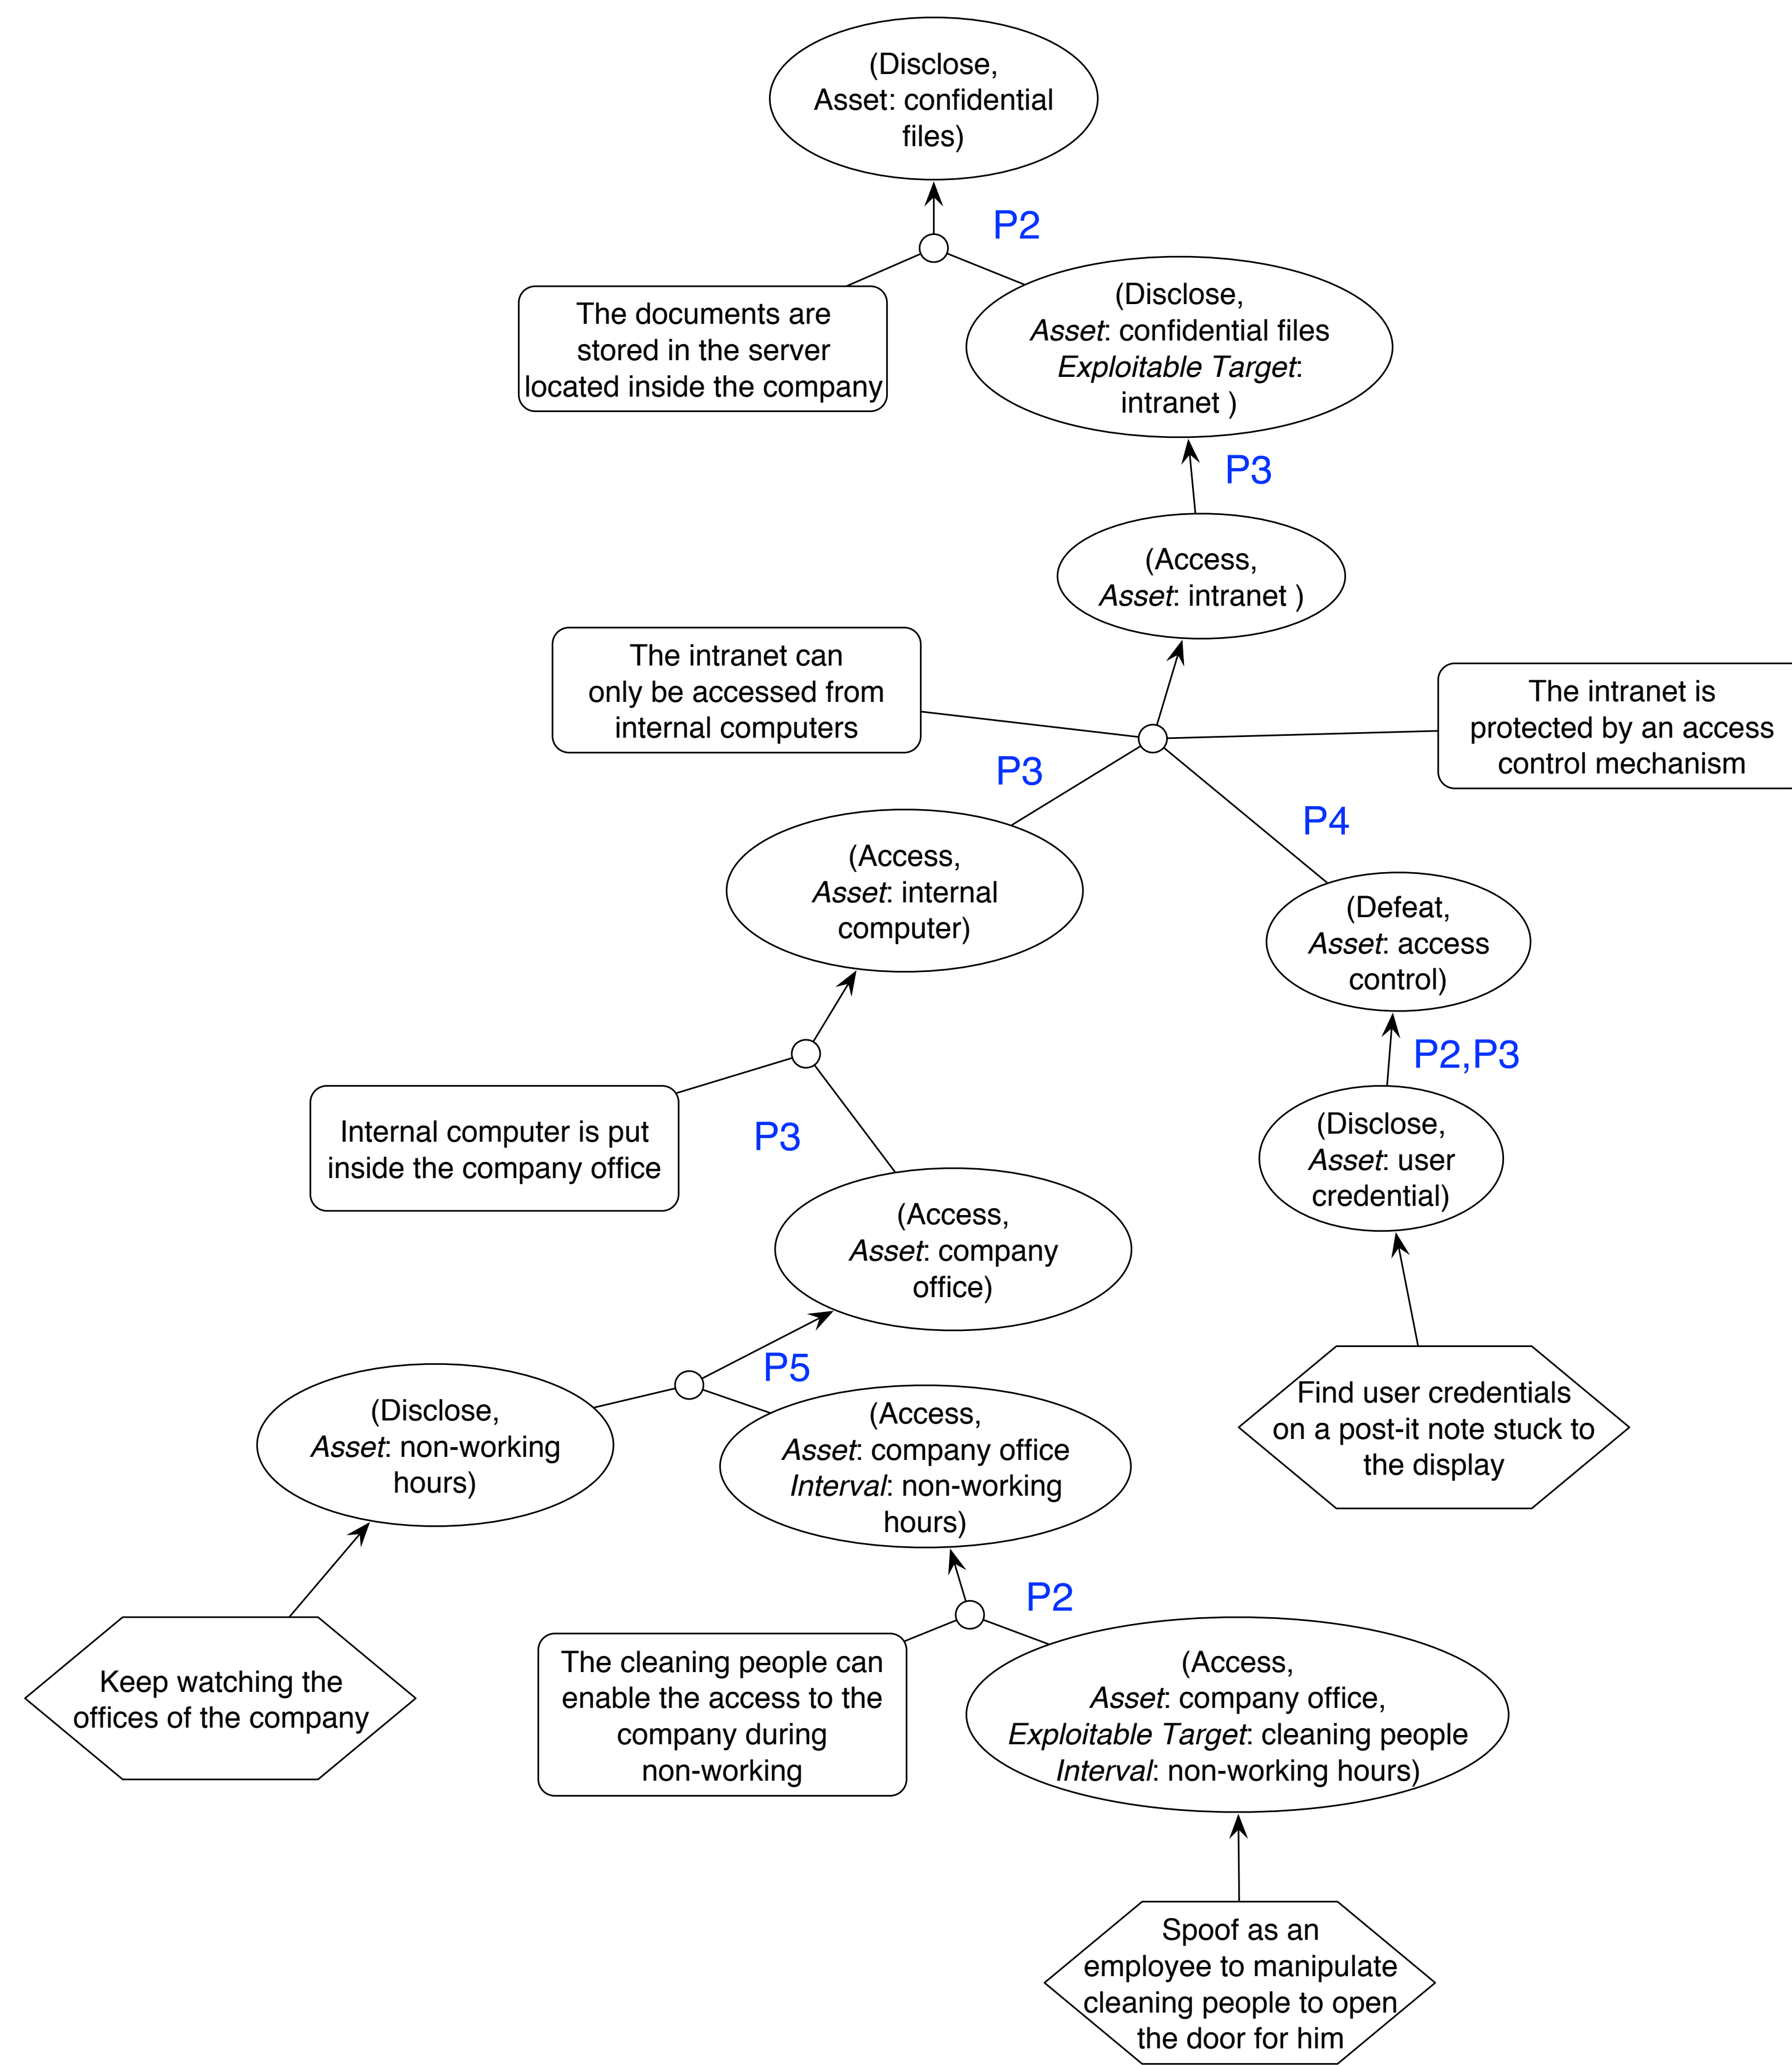 (Disclose,
Asset: confidential
files)
P2
The documents are
stored in the server
located inside the company
(Disclose,
Asset: confidential files
Exploitable Target:
intranet )
P3
(Access,
Asset: intranet )
The intranet can
only be accessed from
internal computers
The intranet is
protected by an access
control mechanism
P3
P4
(Access,
Asset: internal
computer)
(Defeat,
Asset: access
control)
P2,P3
Internal computer is put
inside the company office
P3
(Disclose,
Asset: user
credential)
(Access,
Asset: company
office)
P5
(Disclose,
Asset: non-working
hours)
(Access,
Asset: company office
Interval: non-working
hours)
Find user credentials
on a post-it note stuck to
the display
P2
Keep watching the
offices of the company
The cleaning people can
enable the access to the
company during
non-working
(Access,
Asset: company office,
Exploitable Target: cleaning people
Interval: non-working hours)
Spoof as an
employee to manipulate
cleaning people to open
the door for him